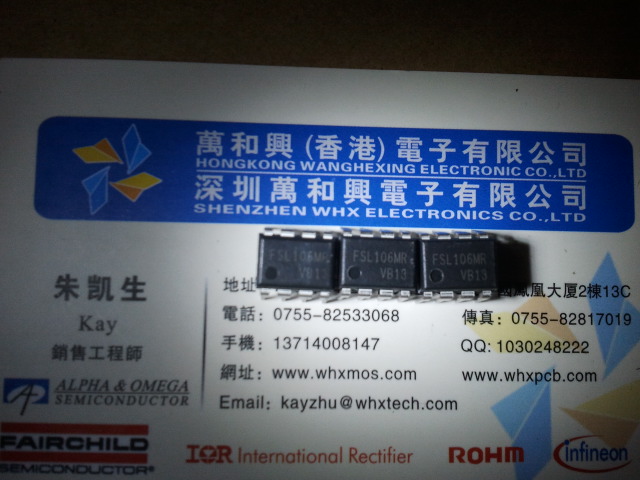 萬和興(香港)電子有限公司
HONGKONG WANGHEXING ELECTRONIC CO.,LTD
深圳萬和興電子有限公司
SHENZHEN WHX ELECTRONICS CO.,LTD
FSL106MR
VB13
FSL106MR
VB13
FSL106MR
VB13
朱凯生
Kay
銷售工程師
地址
鳳凰大厦2棟13C
電話：0755-82533068
傳真：0755-82817019
手機：13714008147
QQ: 1030248222
網址：www.whxmos.com
www.whxpcb.com
Email: kayzhu@whxtech.com
ALPHA & OMEGA
SEMICONDUCTOR
FAIRCHILD
SEMICONDUCTOR®
IOR International Rectifier
ROHM
infineon